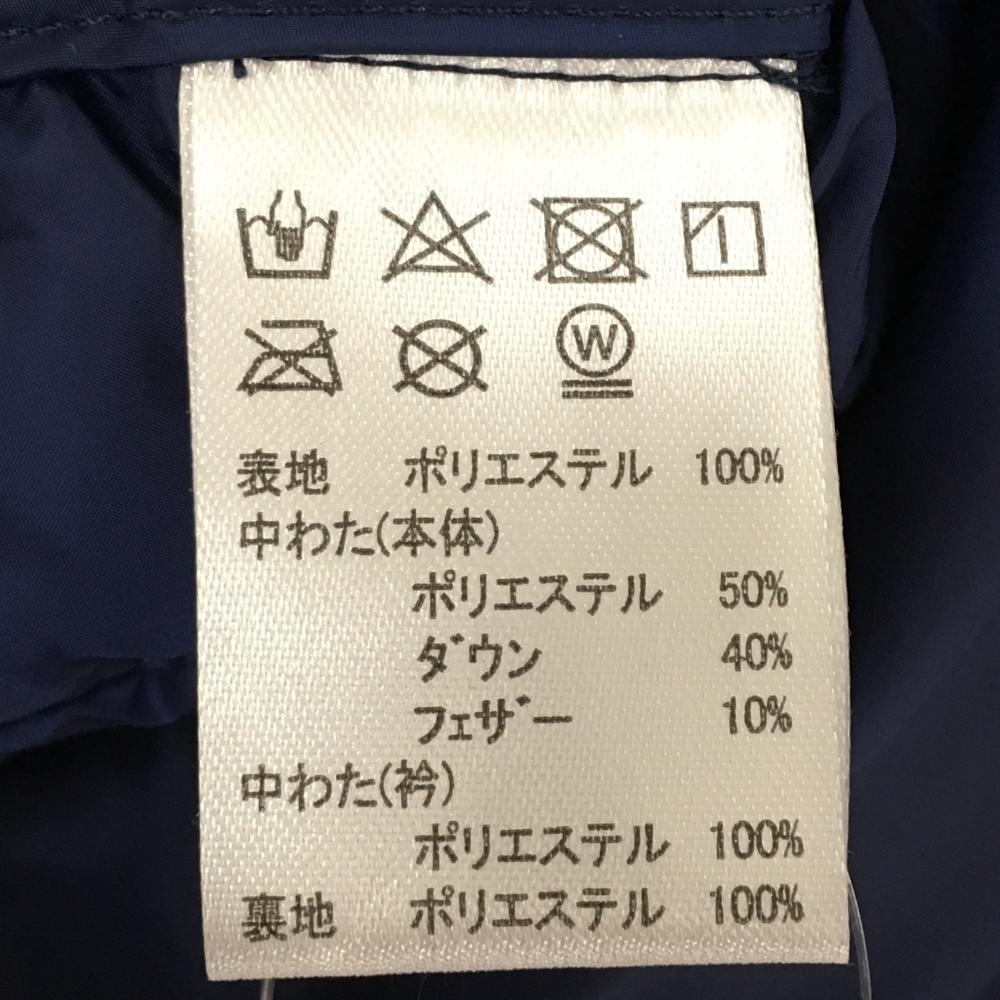 W
表地 ポリエステル 100%
中わた(本体)
ポリエステル 50%
ダウン 40%
フェザー 10%
中わた(衿)
ポリエステル 100%
裏地 ポリエステル 100%